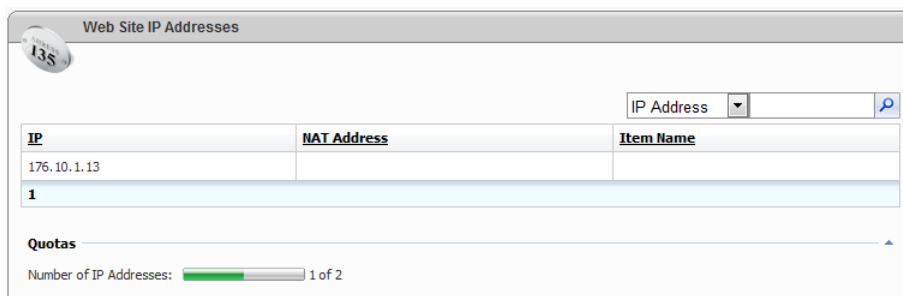 Web Site IP Addresses
ADDRESS
135
IP Address
IP NAT Address Item Name
176.10.1.13
1
Quotas
Number of IP Addresses: 1 of 2